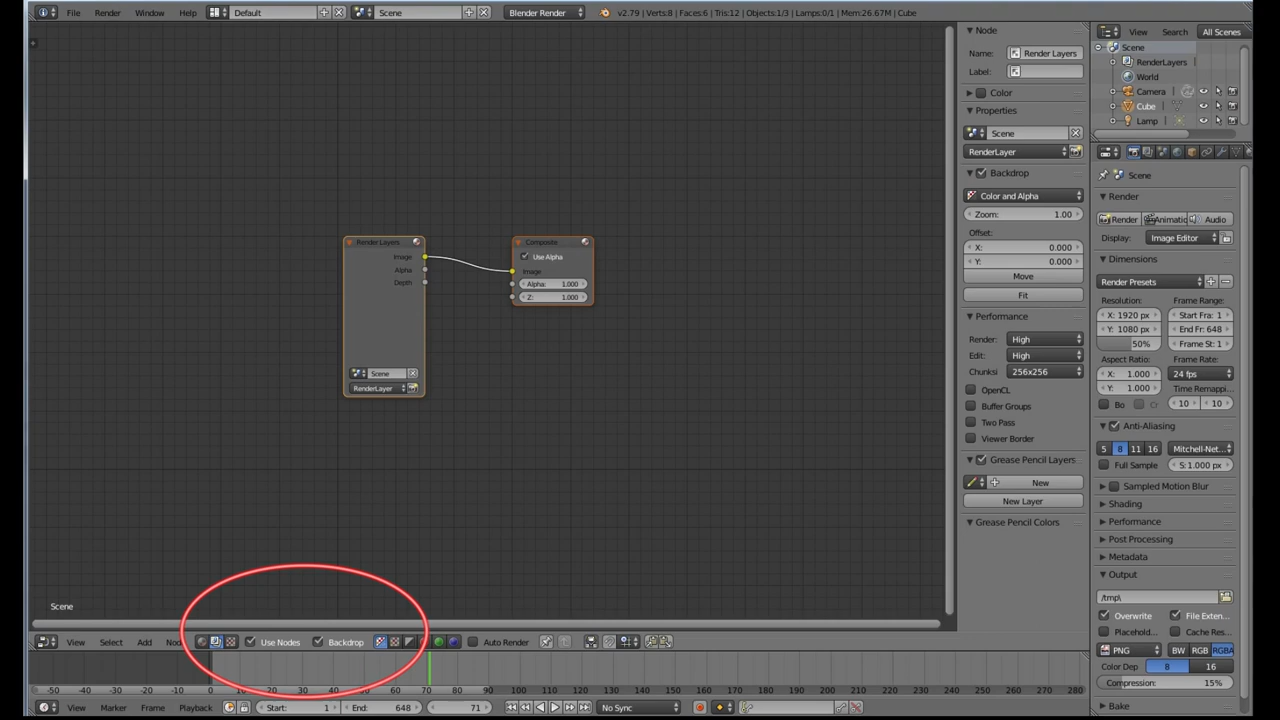 File Render Window Help Default Scene Blender Render v2.79 | Verts:8 | Faces:6 | Tris:12 | Objects:1/3 | Lamps:0/1 | Mem:26.67M | Cube
Node
Name: Render Layers
Label:
Color
Properties
Scene
RenderLayer
Backdrop
Color and Alpha
Zoom: 1.00
Offset:
X: 0.000
Y: 0.000
Move
Fit
Performance
Render: High
Edit: High
Chunksi 256x256
OpenCL
Buffer Groups
Two Pass
Viewer Border
Grease Pencil Layers
New
New Layer
Grease Pencil Colors
View Search All Scenes
Scene
RenderLayers
World
Camera
Cube
Lamp
Scene
Render
Render Animatic Audio
Display: Image Editor
Dimensions
Render Presets
Resolution: Frame Range:
X: 1920 px Start Fra: 1
Y: 1080 px End Fr: 648
50% Frame St: 1
Aspect Ratio: Frame Rate:
X: 1.000 24 fps
Y: 1.000 Time Remappi...
Bo Cr 10 10
Anti-Aliasing
5 8 11 16 Mitchell-Net...
Full Sample S: 1.000 px
Sampled Motion Blur
Shading
Performance
Post Processing
Metadata
Output
/tmp\
Overwrite File Exten...
Placehold... Cache Res...
PNG BW RGB RGBA
Color Dep 8 16
Compression: 15%
Bake
Render Layers
Image
Alpha
Depth
Scene
RenderLayer
Composite
Use Alpha
Image
Alpha: 1.000
Z: 1.000
Scene
View Select Add Nod Use Nodes Backdrop Auto Render
-50 -40 -30 -20 -10 0 10 20 30 40 50 60 70 80 90 100 110 120 130 140 150 160 170 180 190 200 210 220 230 240 250 260 270 280
View Marker Frame Playback Start: 1 End: 648 71 No Sync